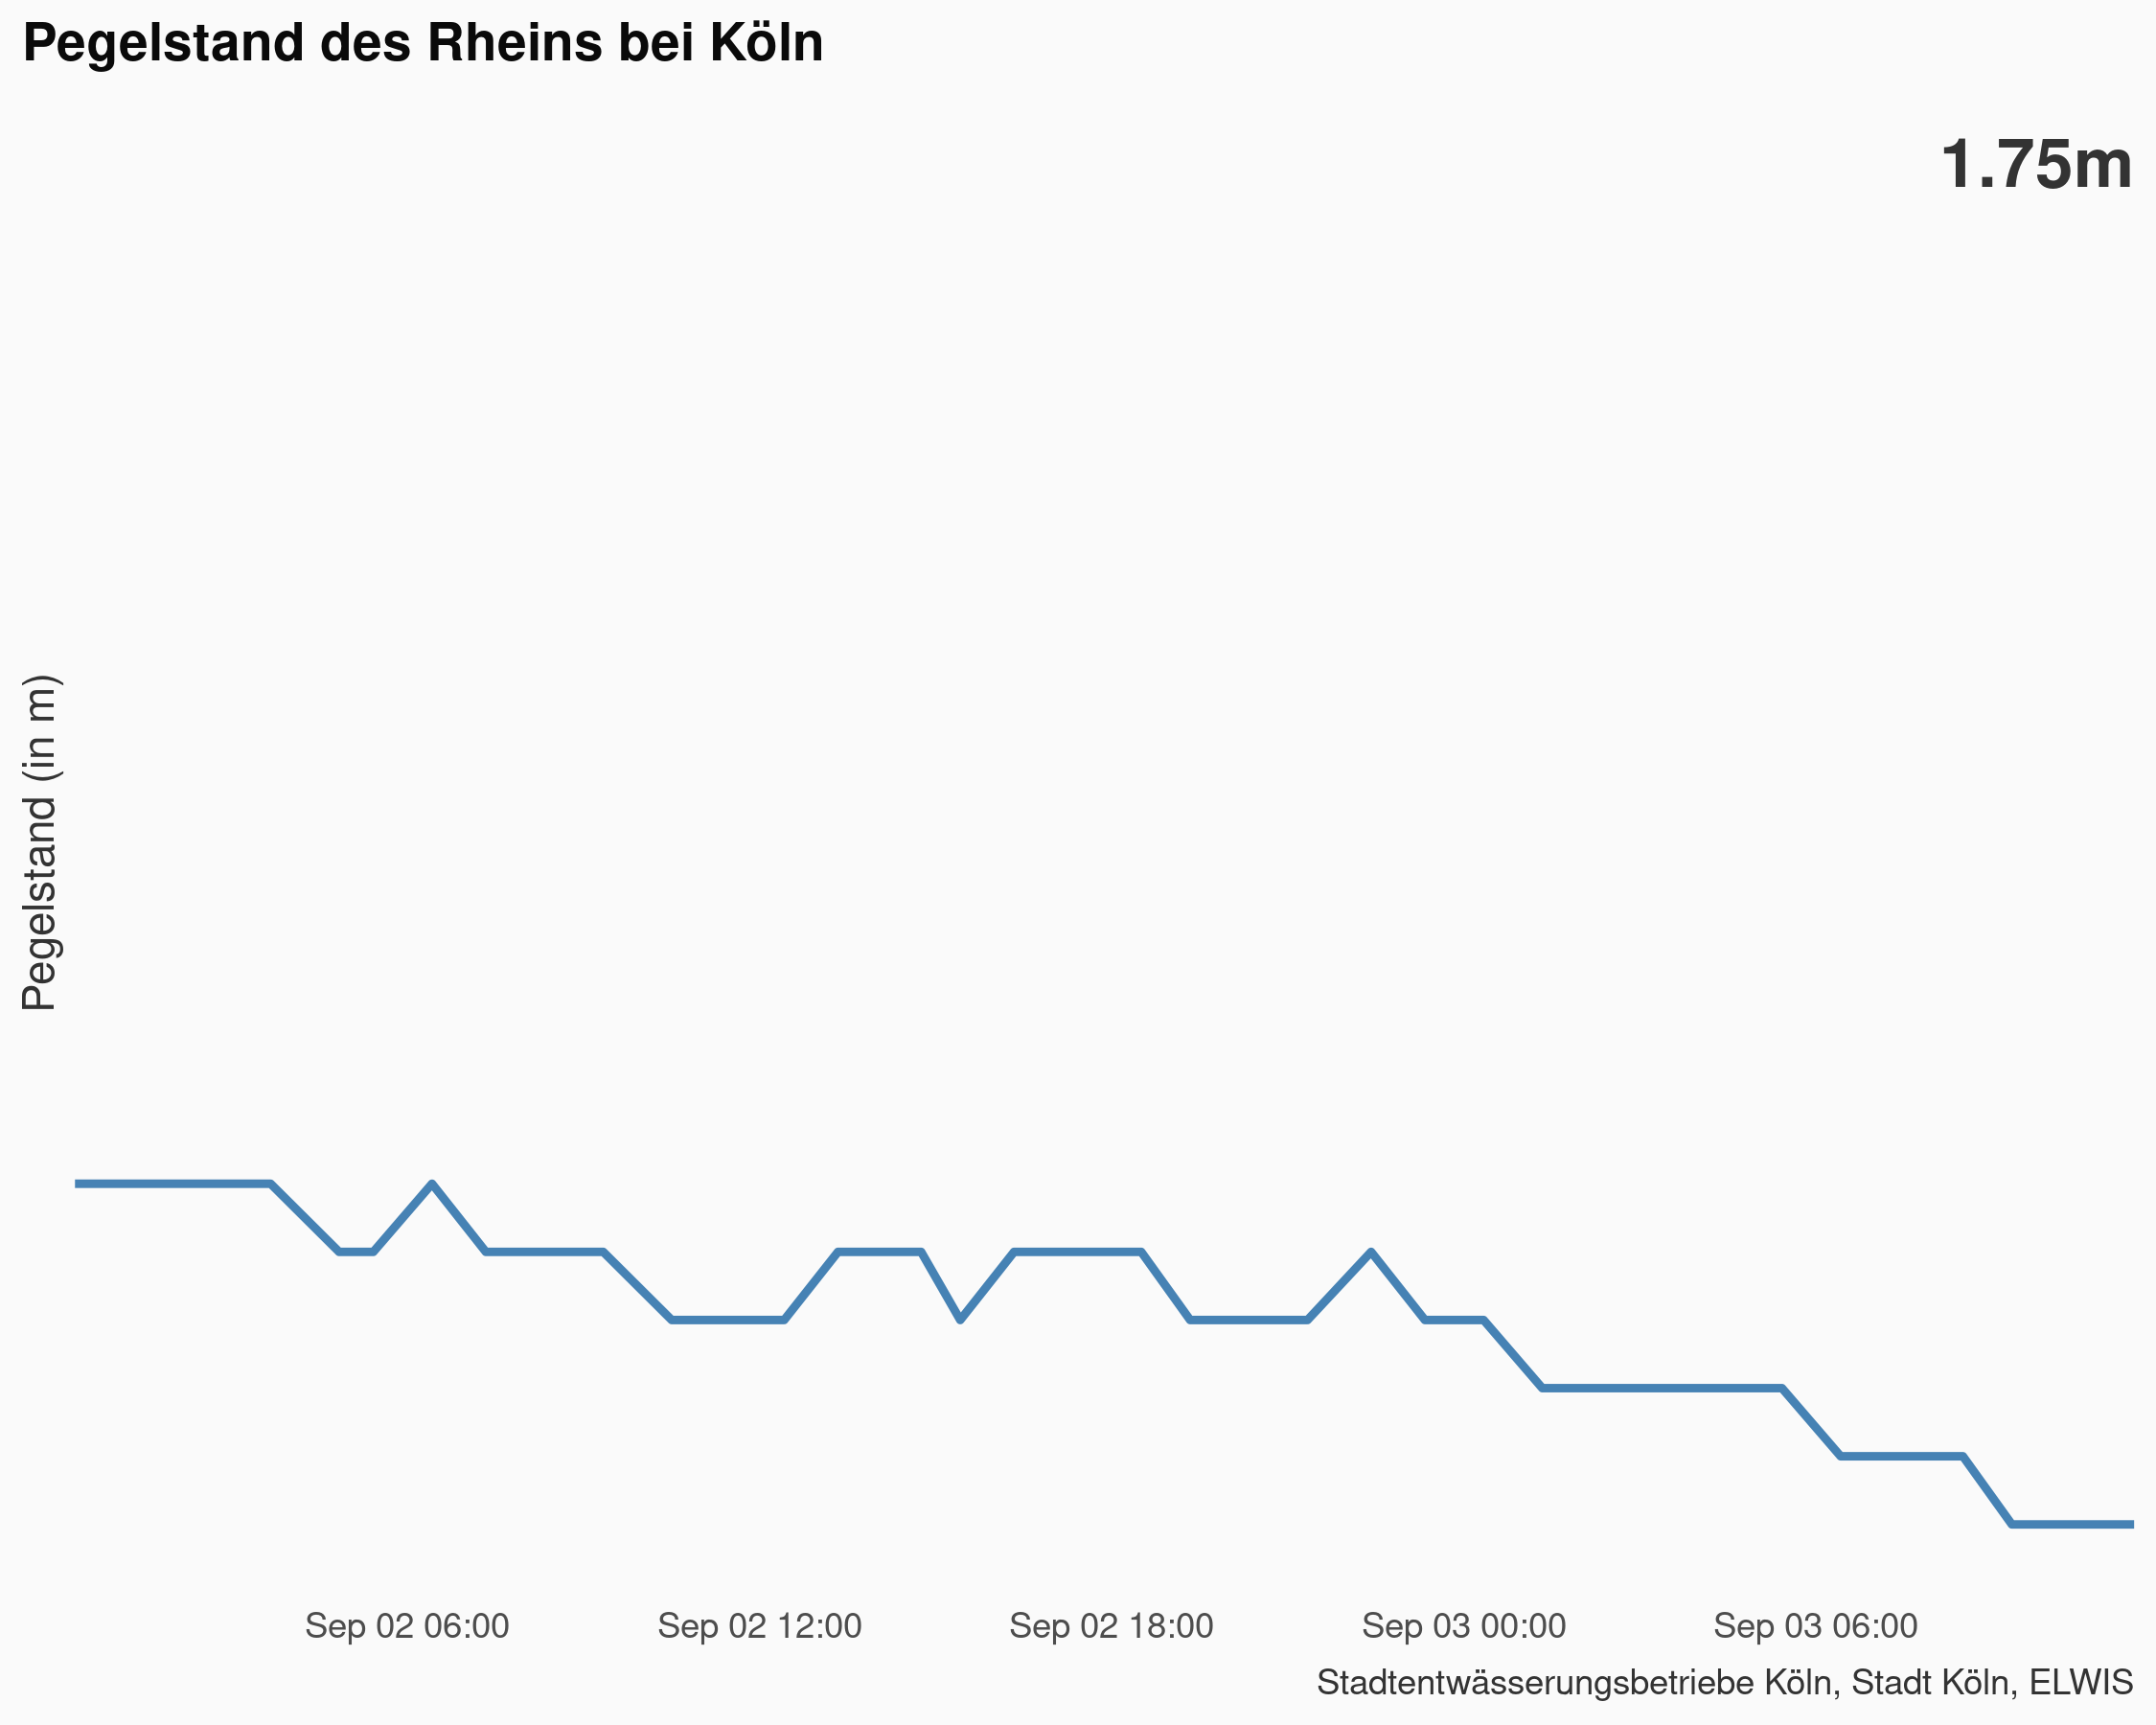 Pegelstand des Rheins bei Köln
1.75m
Pegelstand (in m)
Sep 02 06:00 Sep 02 12:00 Sep 02 18:00 Sep 03 00:00 Sep 03 06:00
Stadtentwässerungsbetriebe Köln, Stadt Köln, ELWIS